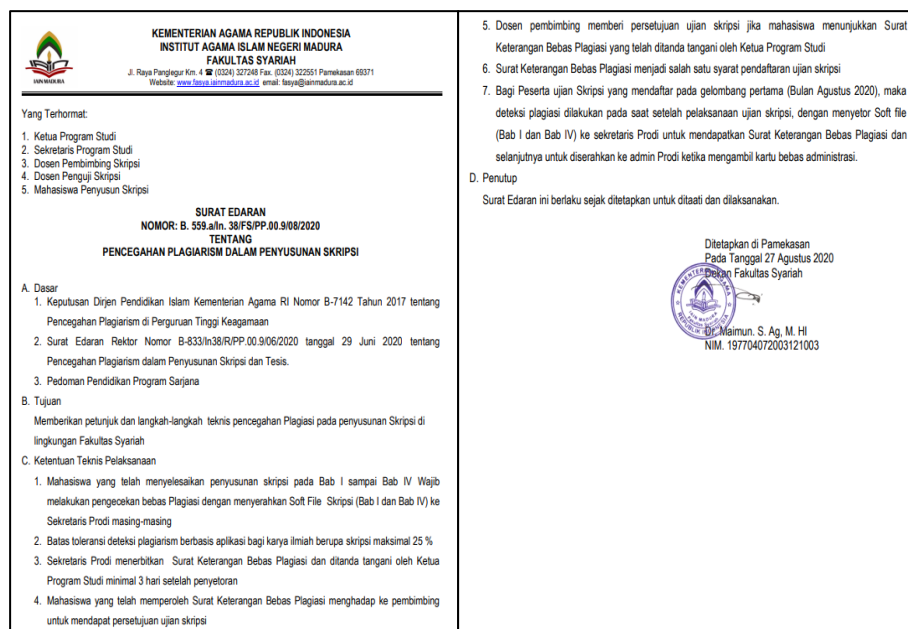 KEMENTERIAN AGAMA REPUBLIK INDONESIA
INSTITUT AGAMA ISLAM NEGERI MADURA
FAKULTAS SYARIAH
Jl. Raya Panglegur Km. 4 ☎ (0324) 327248 Fax. (0324) 322551 Pamekasan 69371
Website: www.fasya.iainmadura.ac.id email: fasya@iainmadura.ac.id
IAIN MADURA
Yang Terhormat:
1. Ketua Program Studi
2. Sekretaris Program Studi
3. Dosen Pembimbing Skripsi
4. Dosen Penguji Skripsi
5. Mahasiswa Penyusun Skripsi
SURAT EDARAN
NOMOR: B. 559.a/In. 38/FS/PP.00.9/08/2020
TENTANG
PENCEGAHAN PLAGIARISM DALAM PENYUSUNAN SKRIPSI
A. Dasar
1. Keputusan Dirjen Pendidikan Islam Kementerian Agama RI Nomor B-7142 Tahun 2017 tentang
Pencegahan Plagiarism di Perguruan Tinggi Keagamaan
2. Surat Edaran Rektor Nomor B-833/In38/R/PP.00.9/06/2020 tanggal 29 Juni 2020 tentang
Pencegahan Plagiarism dalam Penyusunan Skripsi dan Tesis.
3. Pedoman Pendidikan Program Sarjana
B. Tujuan
Memberikan petunjuk dan langkah-langkah teknis pencegahan Plagiasi pada penyusunan Skripsi di
lingkungan Fakultas Syariah
C. Ketentuan Teknis Pelaksanaan
1. Mahasiswa yang telah menyelesaikan penyusunan skripsi pada Bab I sampai Bab IV Wajib
melakukan pengecekan bebas Plagiasi dengan menyerahkan Soft File Skripsi (Bab I dan Bab IV) ke
Sekretaris Prodi masing-masing
2. Batas toleransi deteksi plagiarism berbasis aplikasi bagi karya ilmiah berupa skripsi maksimal 25 %
3. Sekretaris Prodi menerbitkan Surat Keterangan Bebas Plagiasi dan ditanda tangani oleh Ketua
Program Studi minimal 3 hari setelah penyetoran
4. Mahasiswa yang telah memperoleh Surat Keterangan Bebas Plagiasi menghadap ke pembimbing
untuk mendapat persetujuan ujian skripsi
5. Dosen pembimbing memberi persetujuan ujian skripsi jika mahasiswa menunjukkan Surat
Keterangan Bebas Plagiasi yang telah ditanda tangani oleh Ketua Program Studi
6. Surat Keterangan Bebas Plagiasi menjadi salah satu syarat pendaftaran ujian skripsi
7. Bagi Peserta ujian Skripsi yang mendaftar pada gelombang pertama (Bulan Agustus 2020), maka
deteksi plagiasi dilakukan pada saat setelah pelaksanaan ujian skripsi, dengan menyetor Soft file
(Bab I dan Bab IV) ke sekretaris Prodi untuk mendapatkan Surat Keterangan Bebas Plagiasi dan
selanjutnya untuk diserahkan ke admin Prodi ketika mengambil kartu bebas administrasi.
D. Penutup
Surat Edaran ini berlaku sejak ditetapkan untuk ditaati dan dilaksanakan.
Ditetapkan di Pamekasan
Pada Tanggal 27 Agustus 2020
Dekan Fakultas Syariah
KEMENTERIAN AGAMA
IAIN MADURA
Fakultas Syariah
REPUBLIK INDONESIA
Dr. Maimun. S. Ag, M. HI
NIM. 197704072003121003